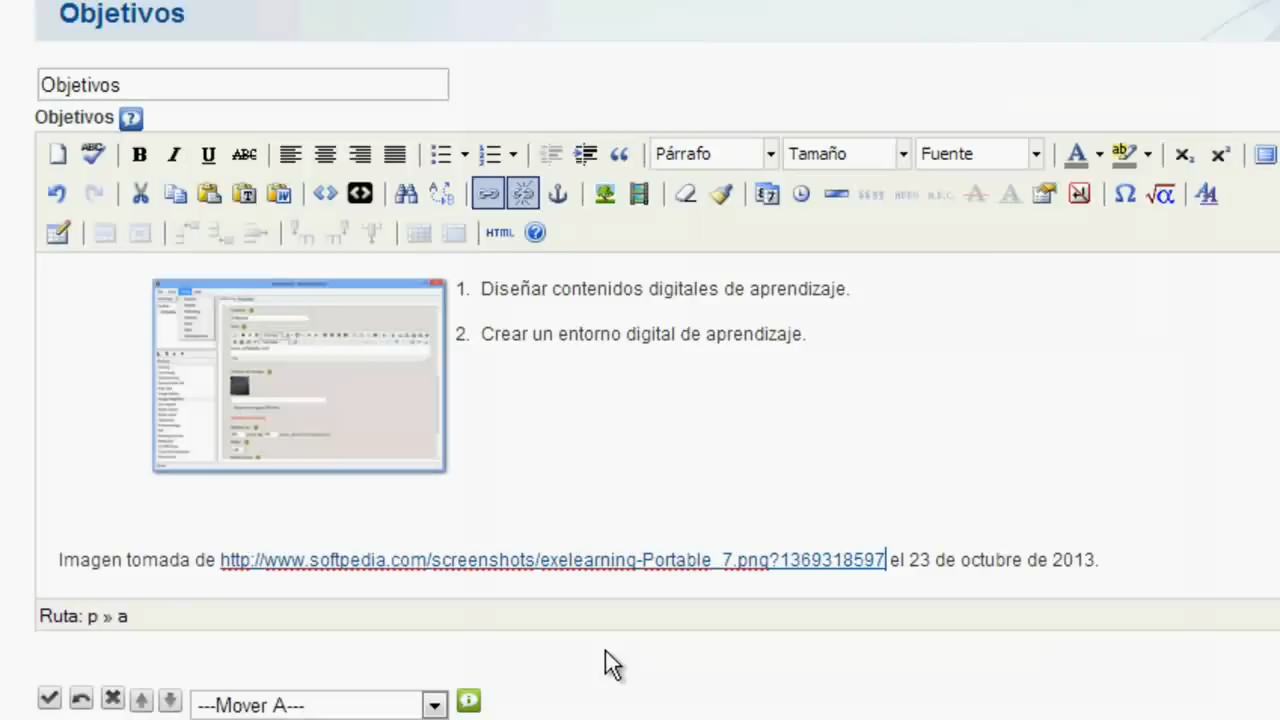 Objetivos
Objetivos
Objetivos
Párrafo Tamaño Fuente
HTML
1. Diseñar contenidos digitales de aprendizaje.
2. Crear un entorno digital de aprendizaje.
Imagen tomada de http://www.softpedia.com/screenshots/exelearning-Portable_7.png?1369318597 el 23 de octubre de 2013.
Ruta: p » a
---Mover A---